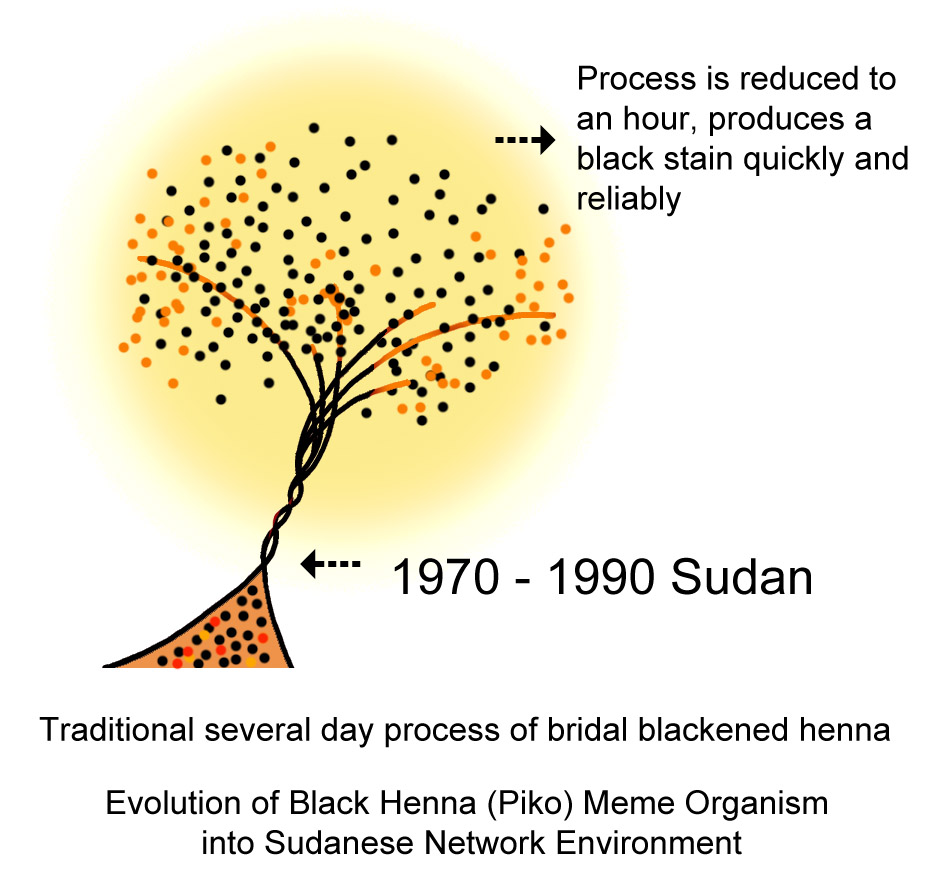 Process is reduced to
an hour, produces a
black stain quickly and
reliably
1970 - 1990 Sudan
Traditional several day process of bridal blackened henna
Evolution of Black Henna (Piko) Meme Organism
into Sudanese Network Environment